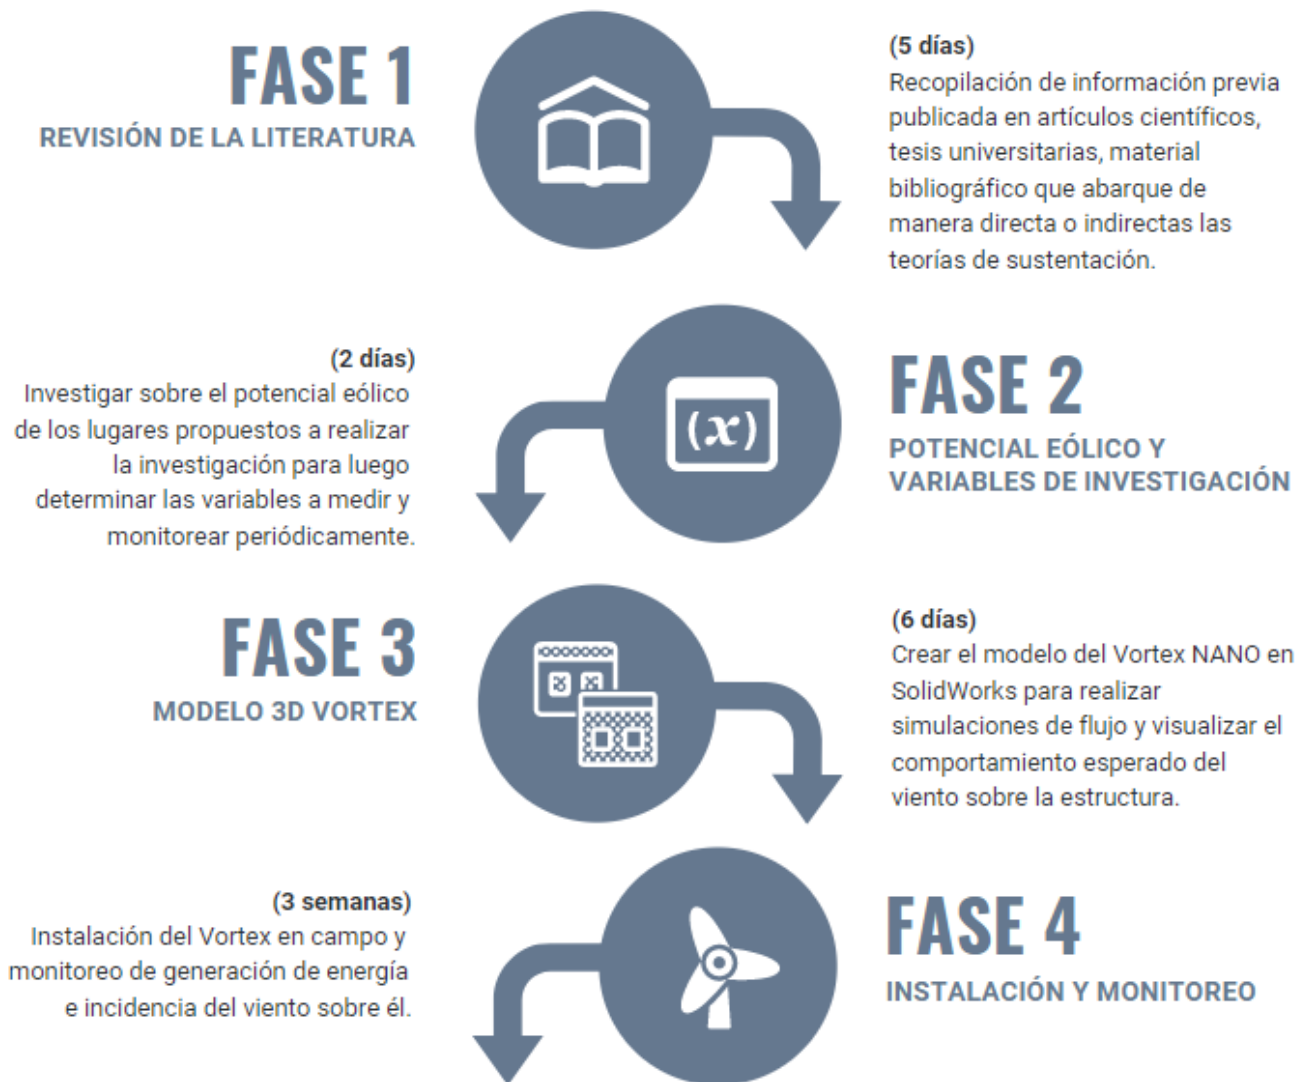 FASE 1
REVISIÓN DE LA LITERATURA
(5 días)
Recopilación de información previa
publicada en artículos científicos,
tesis universitarias, material
bibliográfico que abarque de
manera directa o indirectas las
teorías de sustentación.
(2 días)
Investigar sobre el potencial eólico
de los lugares propuestos a realizar
la investigación para luego
determinar las variables a medir y
monitorear periódicamente.
(x)
FASE 2
POTENCIAL EÓLICO Y
VARIABLES DE INVESTIGACIÓN
FASE 3
MODELO 3D VORTEX
(6 días)
Crear el modelo del Vortex NANO en
SolidWorks para realizar
simulaciones de flujo y visualizar el
comportamiento esperado del
viento sobre la estructura.
(3 semanas)
Instalación del Vortex en campo y
monitoreo de generación de energía
e incidencia del viento sobre él.
FASE 4
INSTALACIÓN Y MONITOREO